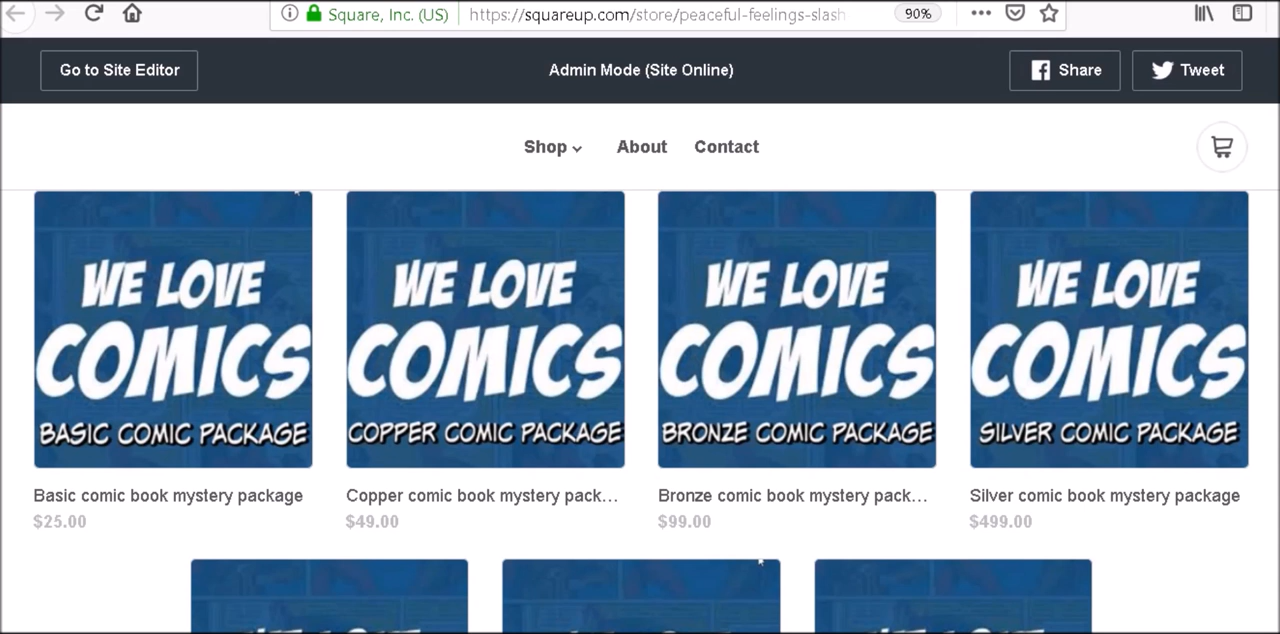 Square, Inc. (US) https://squareup.com/store/peaceful-feelings-slash 90%
Go to Site Editor Admin Mode (Site Online) Share Tweet
Shop About Contact
WE LOVE
COMICS
BASIC COMIC PACKAGE
WE LOVE
COMICS
COPPER COMIC PACKAGE
WE LOVE
COMICS
BRONZE COMIC PACKAGE
WE LOVE
COMICS
SILVER COMIC PACKAGE
Basic comic book mystery package
$25.00
Copper comic book mystery pack...
$49.00
Bronze comic book mystery pack...
$99.00
Silver comic book mystery package
$499.00